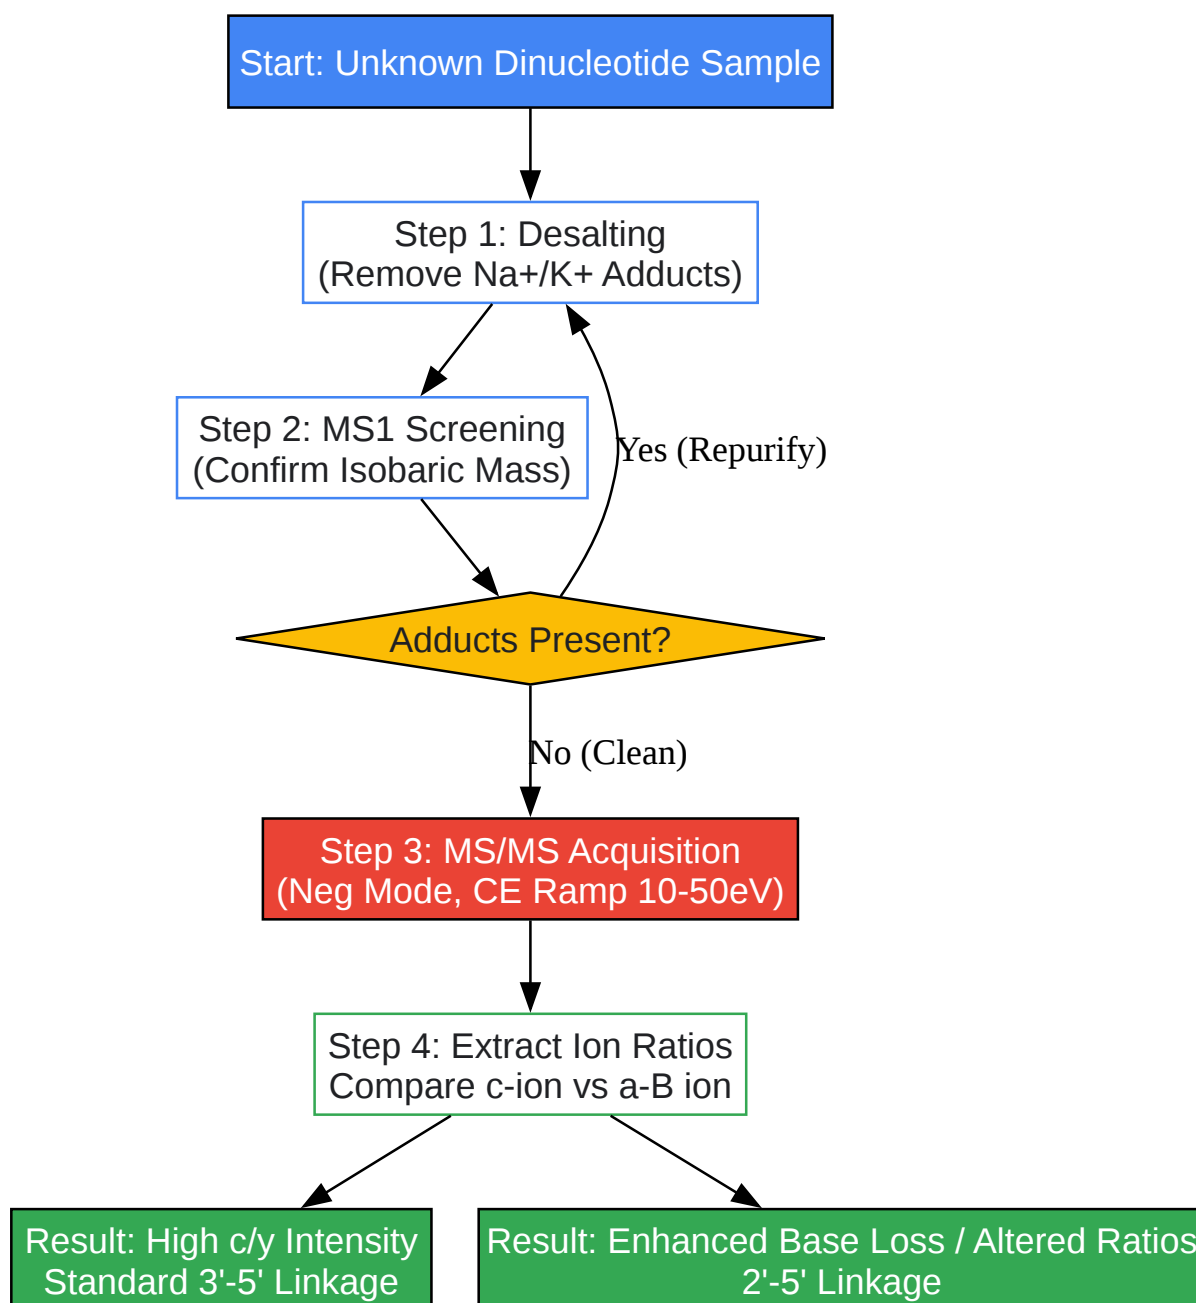 Start: Unknown Dinucleotide Sample
Step 1: Desalting
(Remove Na+/K+ Adducts)
Step 2: MS1 Screening
(Confirm Isobaric Mass)
Yes (Repurify)
Adducts Present?
No (Clean)
Step 3: MS/MS Acquisition
(Neg Mode, CE Ramp 10-50eV)
Step 4: Extract Ion Ratios
Compare c-ion vs a-B ion
Result: High c/y Intensity
Standard 3'-5' Linkage
Result: Enhanced Base Loss / Altered Ratios
2'-5' Linkage